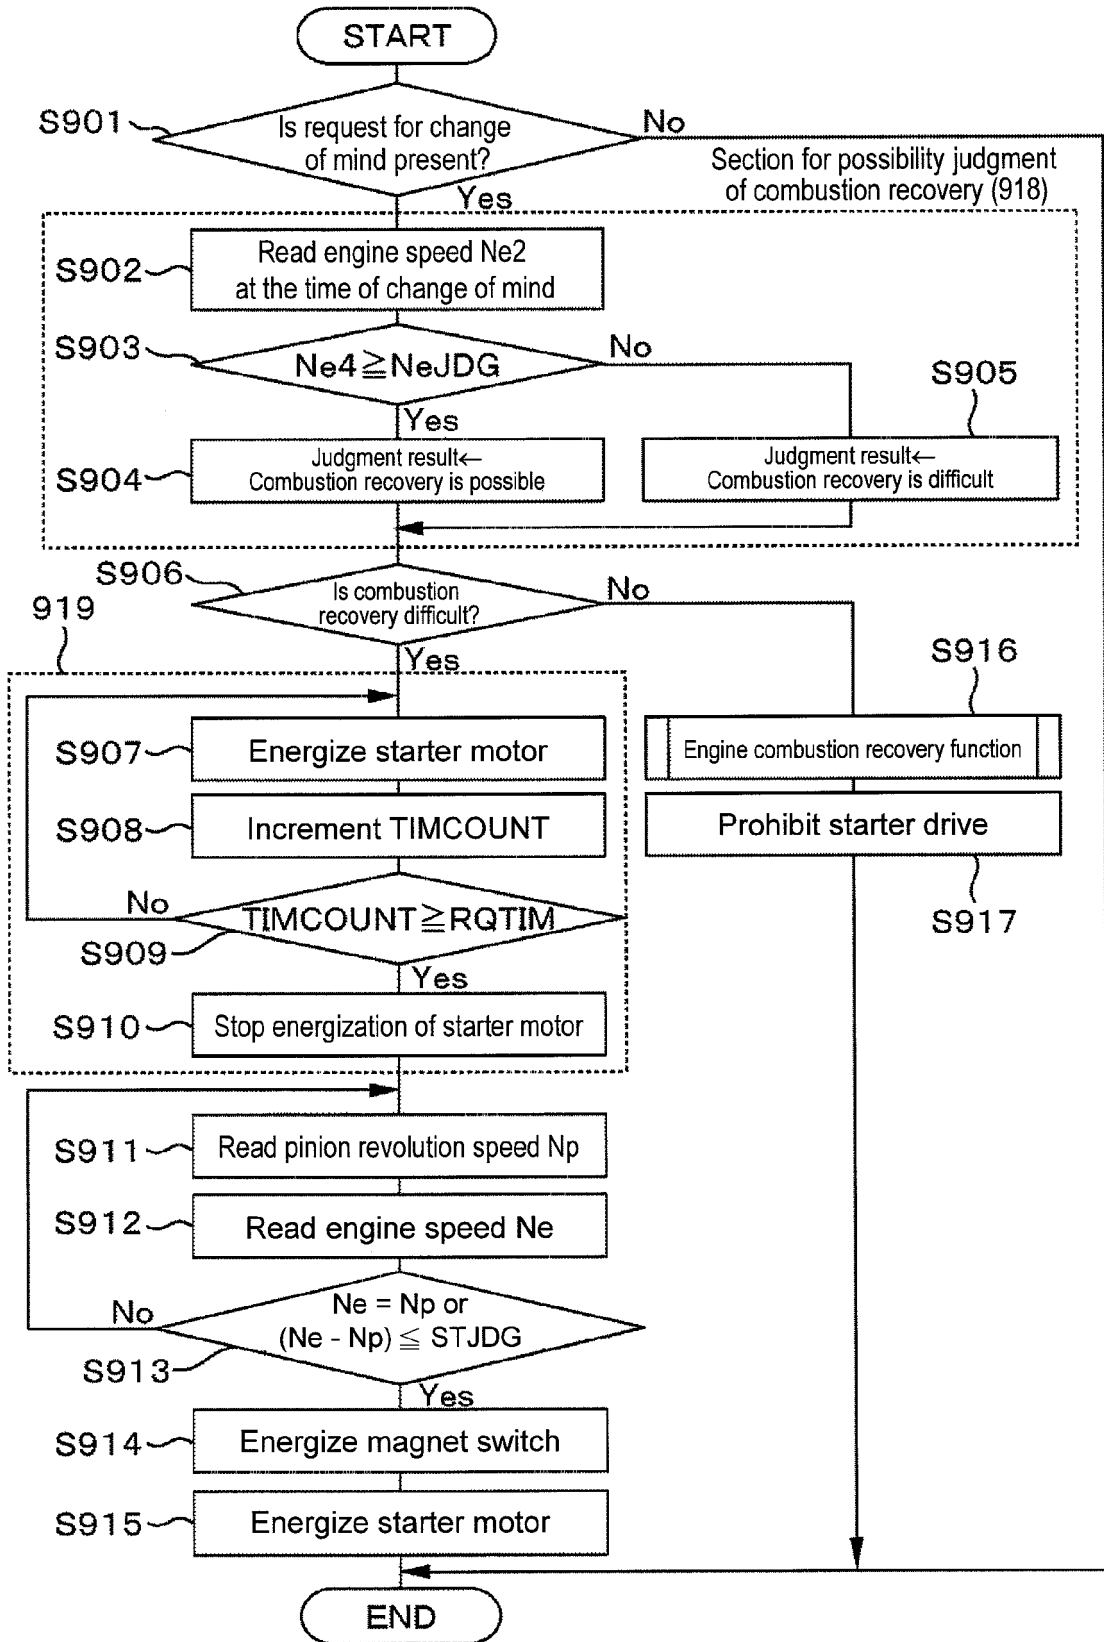 START
S901
Is request for change
of mind present?
No
Section for possibility judgment
of combustion recovery (918)
Yes
S902
Read engine speed Ne2
at the time of change of mind
S903
Ne4≧NeJDG
No
S905
Yes
S904
Judgment result←
Combustion recovery is possible
Judgment result←
Combustion recovery is difficult
S906
Is combustion
recovery difficult?
No
919
Yes
S916
S907
Energize starter motor
Engine combustion recovery function
S908
Increment TIMCOUNT
Prohibit starter drive
No
TIMCOUNT≧RQTIM
S917
S909
Yes
S910
Stop energization of starter motor
S911
Read pinion revolution speed Np
S912
Read engine speed Ne
No
Ne = Np or
(Ne - Np) ≦ STJDG
S913
Yes
S914
Energize magnet switch
S915
Energize starter motor
END